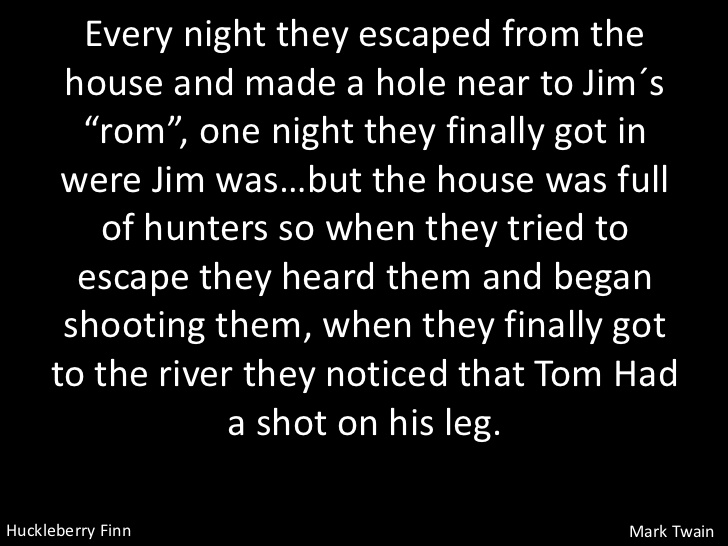 Every night they escaped from the
house and made a hole near to Jim´s
“rom”, one night they finally got in
were Jim was…but the house was full
of hunters so when they tried to
escape they heard them and began
shooting them, when they finally got
to the river they noticed that Tom Had
a shot on his leg.
Huckleberry Finn
Mark Twain